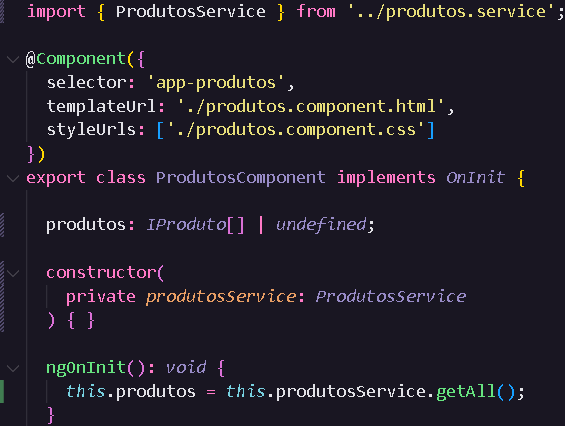 import { ProdutosService } from '../produtos.service';
@Component({
selector: 'app-produtos',
templateUrl: './produtos.component.html',
styleUrls: ['./produtos.component.css']
})
export class ProdutosComponent implements OnInit {
produtos: IProduto[] | undefined;
constructor(
private produtosService: ProdutosService
) { }
ngOnInit(): void {
this.produtos = this.produtosService.getAll();
}